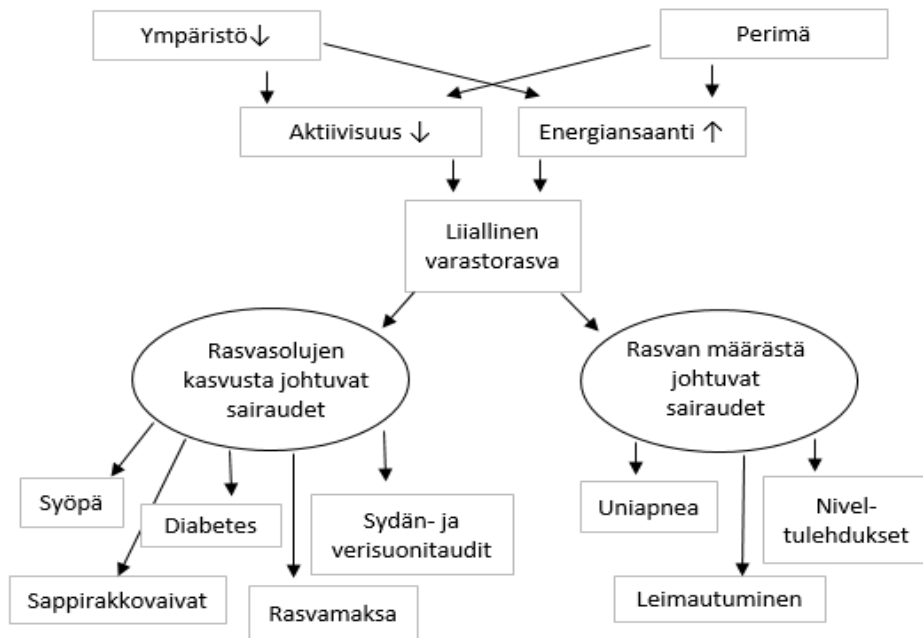 Ympäristö↓
Perimä
Aktiivisuus ↓
Energiansaanti ↑
Liiallinen
varastorasva
Rasvasolujen
kasvusta johtuvat
sairaudet
Rasvan määrästä
johtuvat
sairaudet
Syöpä
Diabetes
Sydän- ja
verisuonitaudit
Uniapnea
Nivel-
tulehdukset
Sappirakkovaivat
Rasvamaksa
Leimautuminen